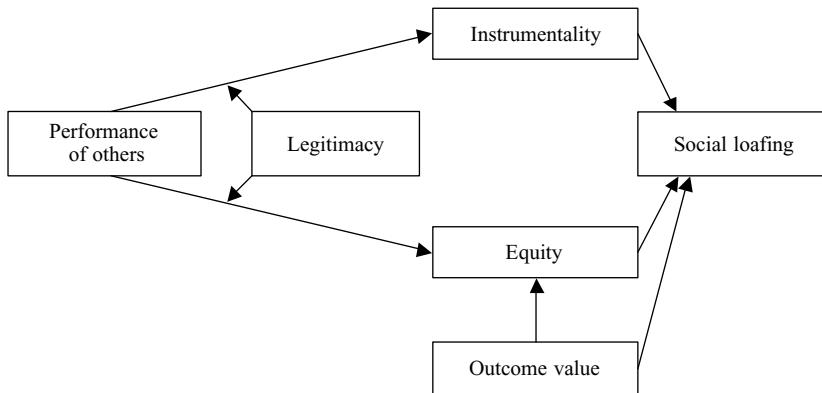 Instrumentality
Performance
of others
Legitimacy
Social loafing
Equity
Outcome value